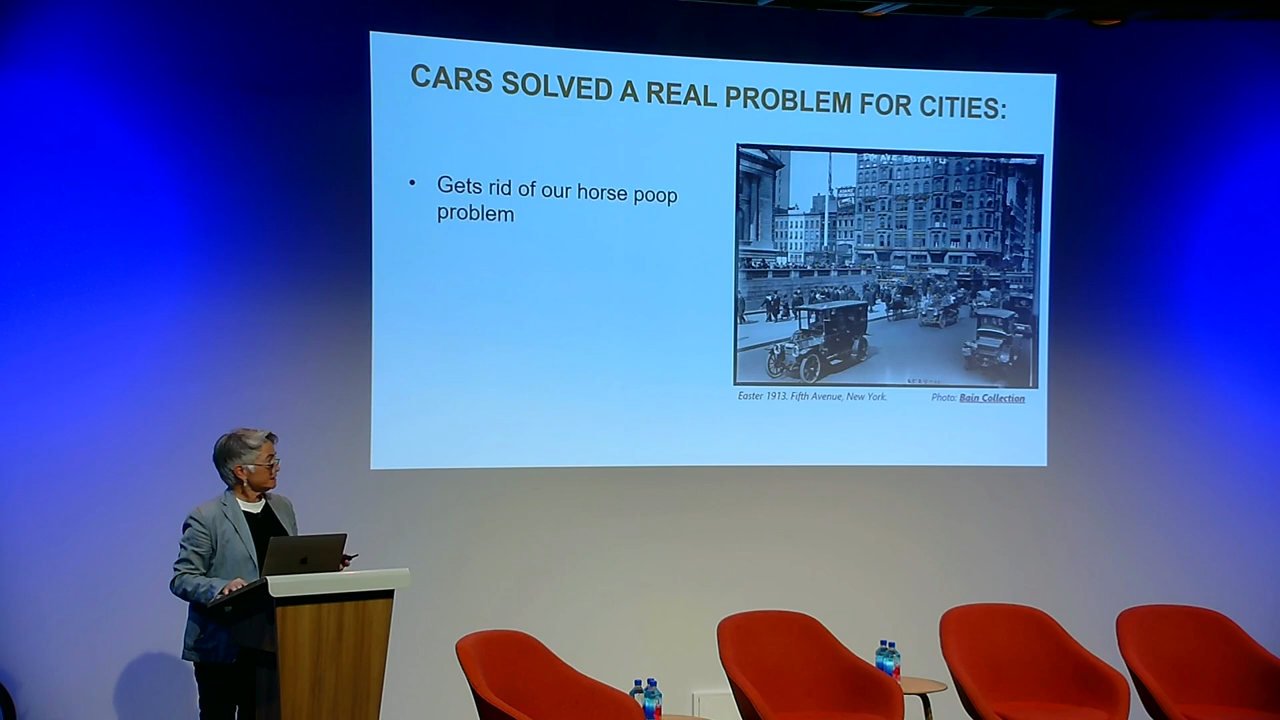 CARS SOLVED A REAL PROBLEM FOR CITIES:
• Gets rid of our horse poop
problem
Easter 1913. Fifth Avenue, New York. Photo: Bain Collection